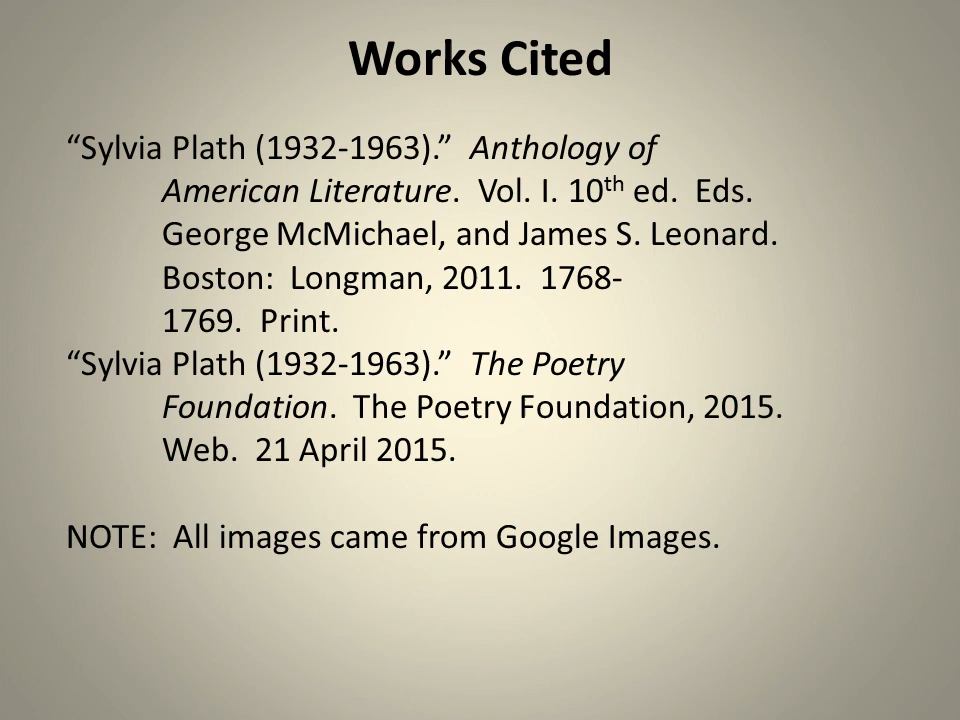 Works Cited
“Sylvia Plath (1932-1963).” Anthology of
American Literature. Vol. I. 10th ed. Eds.
George McMichael, and James S. Leonard.
Boston: Longman, 2011. 1768-
1769. Print.
“Sylvia Plath (1932-1963).” The Poetry
Foundation. The Poetry Foundation, 2015.
Web. 21 April 2015.
NOTE: All images came from Google Images.